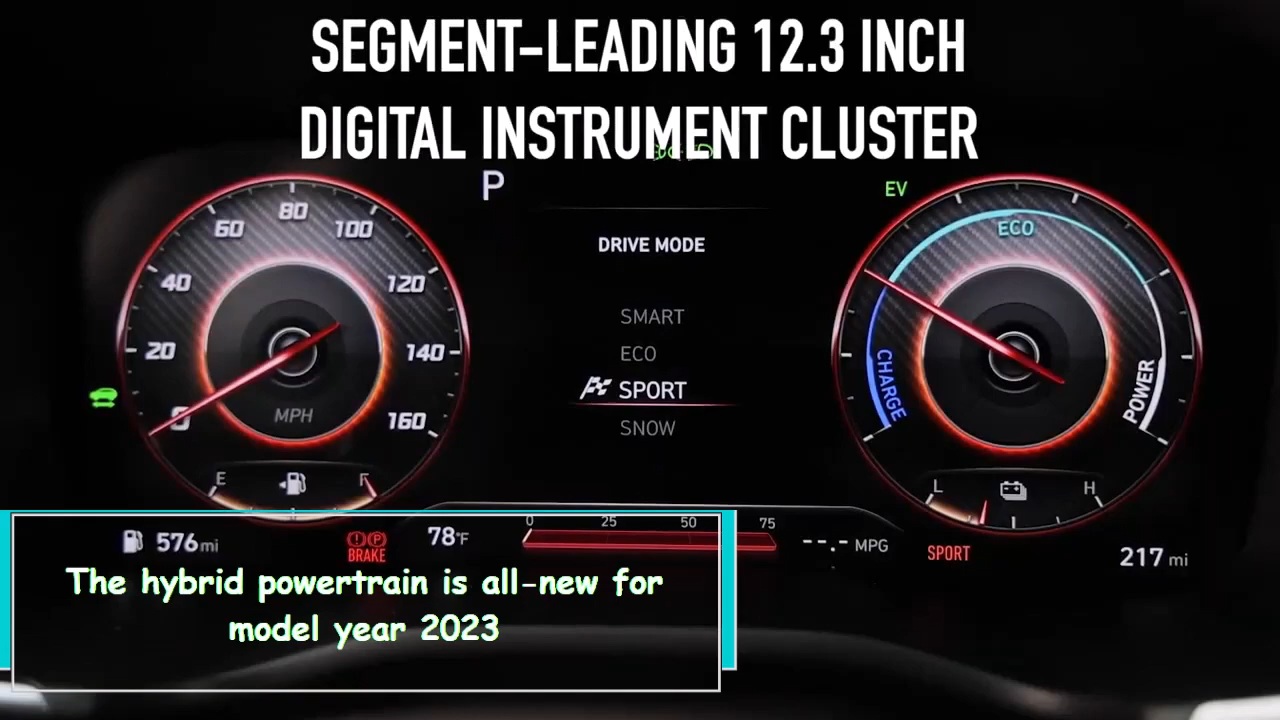 SEGMENT-LEADING 12.3 INCH
DIGITAL INSTRUMENT CLUSTER
P
EV
DRIVE MODE
SMART
ECO
SPORT
SNOW
0
20
40
60
80
100
120
140
160
MPH
E
F
CHARGE
ECO
POWER
L
H
576 mi
BRAKE
78°F
0 25 50 75
--.- MPG
SPORT
217 mi
The hybrid powertrain is all-new for
model year 2023